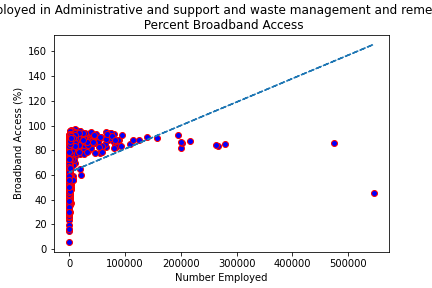 ployed in Administrative and support and waste management and reme
Percent Broadband Access
160
140
120
100
80
60
40
20
0
Broadband Access (%)
0 100000 200000 300000 400000 500000
Number Employed